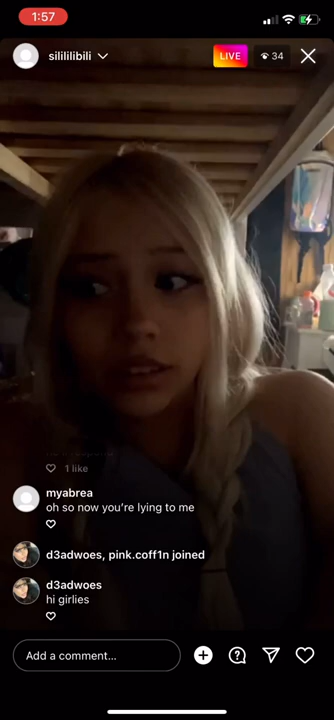 1:57
silililibili
LIVE
34
1 like
myabrea
oh so now you're lying to me
d3adwoes, pink.coff1n joined
d3adwoes
hi girlies
Add a comment...